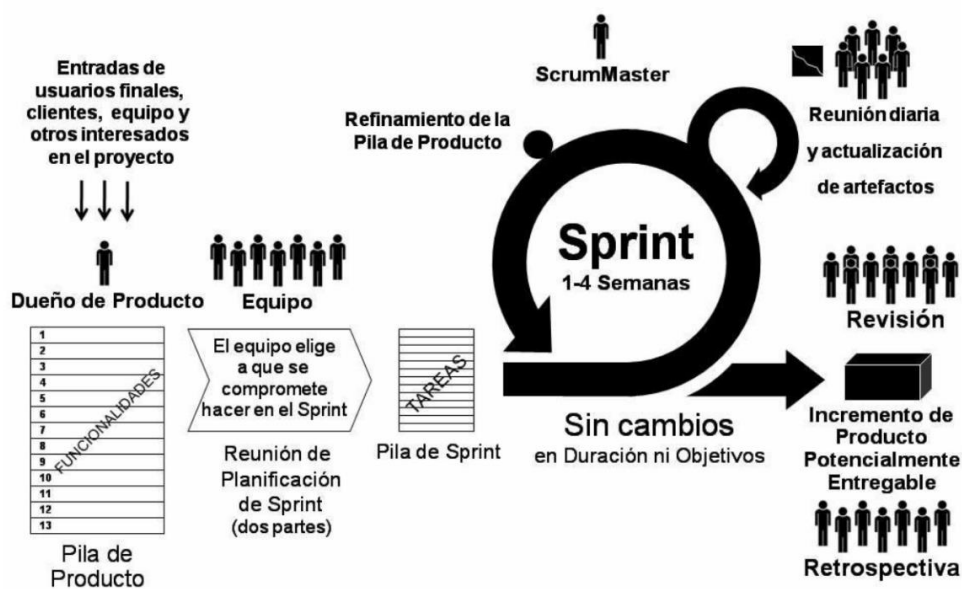 Entradas de
usuarios finales,
clientes, equipo y
otros interesados
en el proyecto
Dueño de Producto
1
2
3
4
5
6
7
8
9
10
11
12
13
FUNCIONALIDADES
Pila de
Producto
Equipo
El equipo elige
a que se
compromete
hacer en el Sprint
Reunión de
Planificación
de Sprint
(dos partes)
TAREAS
Pila de Sprint
ScrumMaster
Refinamiento de la
Pila de Producto
Sprint
1-4 Semanas
Sin cambios
en Duración ni Objetivos
Reunión diaria
y actualización
de artefactos
Revisión
Incremento de
Producto
Potencialmente
Entregable
Retrospectiva